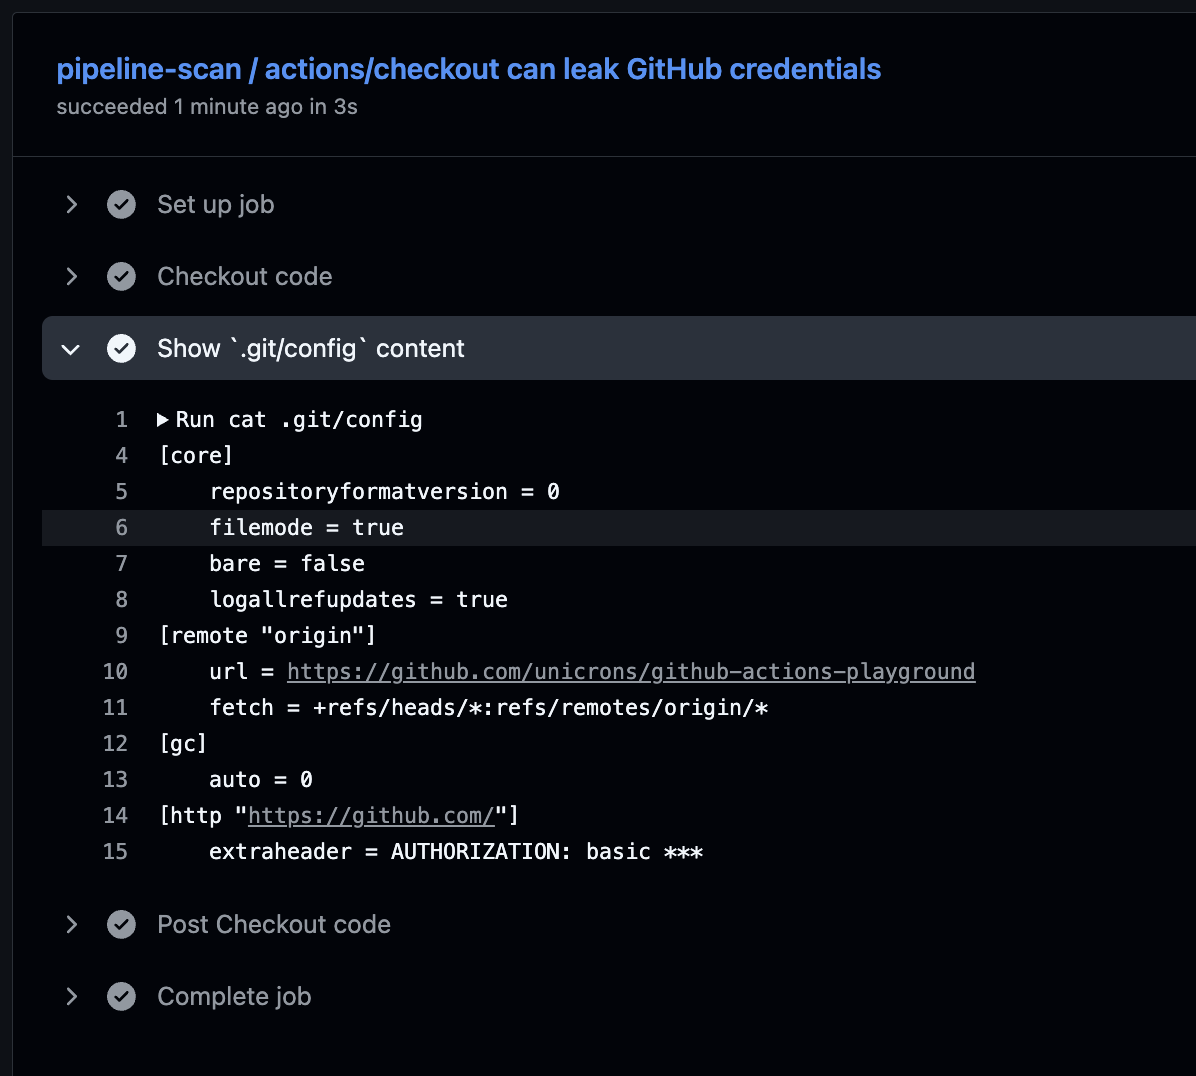 pipeline-scan / actions/checkout can leak GitHub credentials
succeeded 1 minute ago in 3s
Set up job
Checkout code
Show `.git/config` content
1 Run cat .git/config
4 [core]
5 repositoryformatversion = 0
6 filemode = true
7 bare = false
8 logallrefupdates = true
9 [remote "origin"]
10 url = https://github.com/unicrons/github-actions-playground
11 fetch = +refs/heads/*:refs/remotes/origin/*
12 [gc]
13 auto = 0
14 [http "https://github.com/"]
15 extraheader = AUTHORIZATION: basic ***
Post Checkout code
Complete job